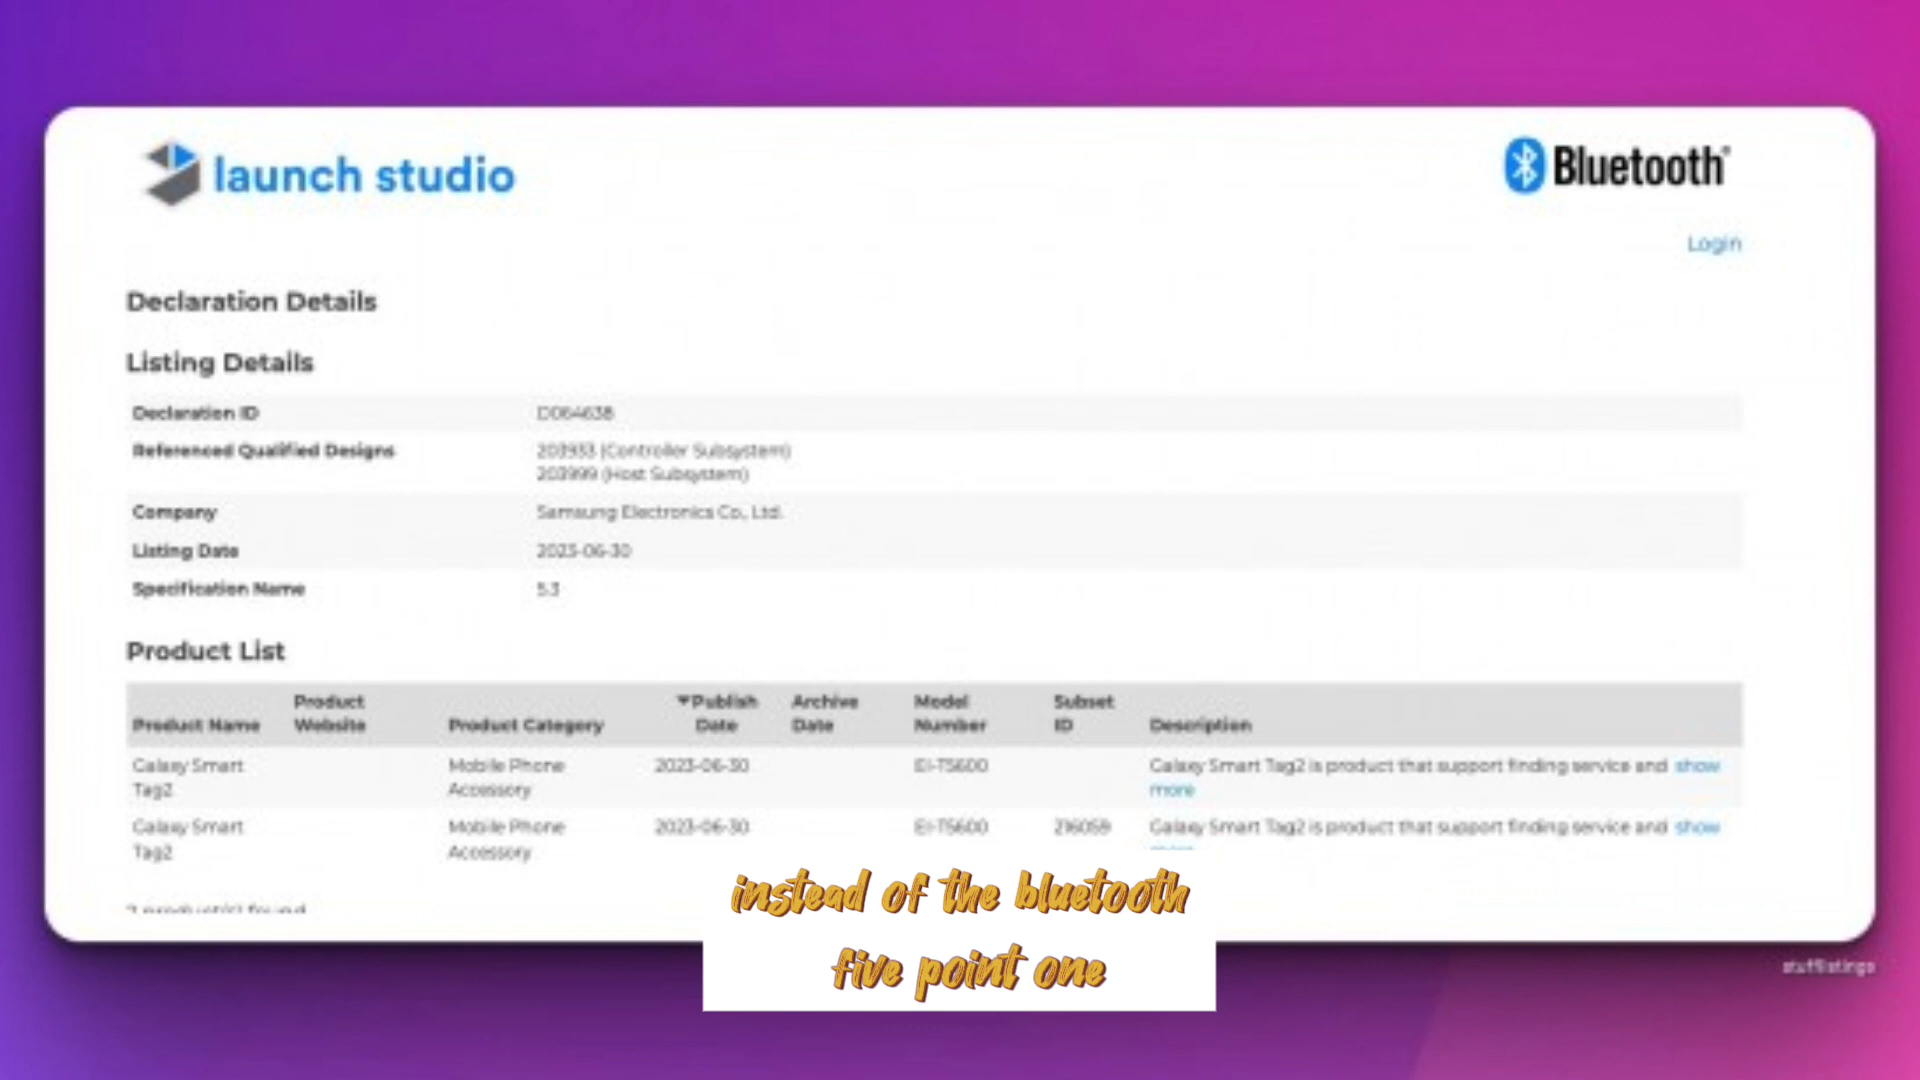 launch studio
Bluetooth®
Login
Declaration Details
Listing Details
Declaration ID D064638
Referenced Qualified Designs 203933 (Controller Subsystem)
203999 (Host Subsystem)
Company Samsung Electronics Co., Ltd.
Listing Date 2023-06-30
Specification Name 5.3
Product List
Product Name Product Website Product Category ▼Publish Date Archive Date Model Number Subset ID Description
Galaxy Smart Mobile Phone 2023-06-30 EI-T5600 Galaxy Smart Tag2 is product that support finding service and show
Tag2 Accessory more
Galaxy Smart Mobile Phone 2023-06-30 EI-T5600 216059 Galaxy Smart Tag2 is product that support finding service and show
Tag2 Accessory
instead of the bluetooth
five point one
stufflistings